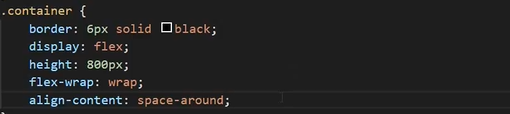 .container {
border: 6px solid black;
display: flex;
height: 800px;
flex-wrap: wrap;
align-content: space-around;
}